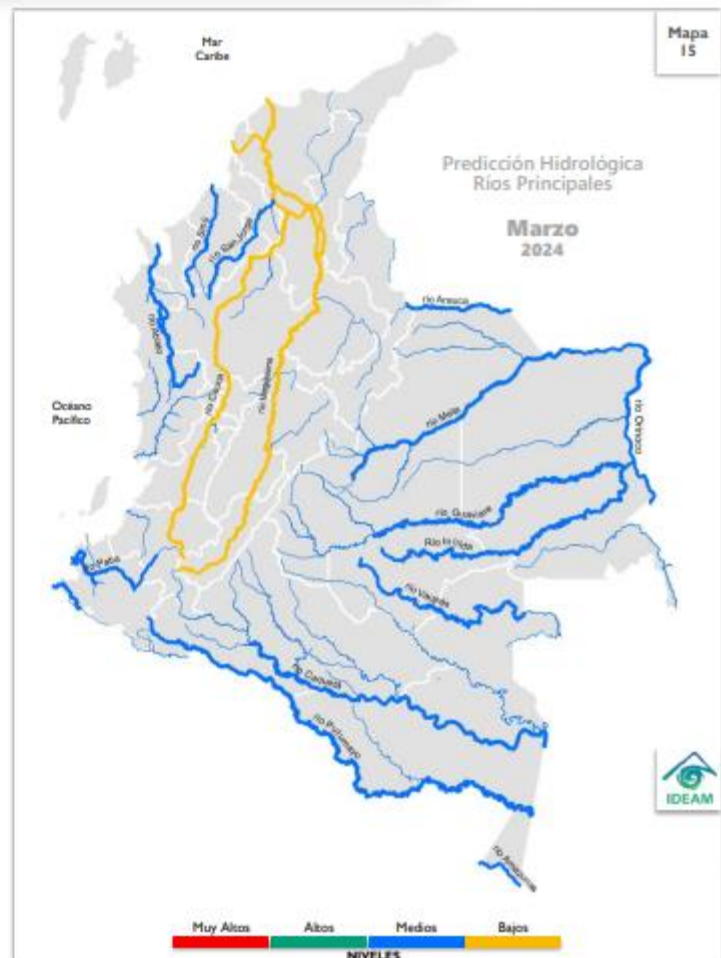 Mar
Caribe
Mapa
15
Predicción Hidrológica
Ríos Principales
Marzo
2024
río Sinú
río San Jorge
río Arauca
río Atrato
río Cauca
río Magdalena
Océano
Pacífico
río Meta
río Orinoco
río Guaviare
Río Inírida
río Patía
río Vaupés
río Caquetá
río Putumayo
IDEAM
río Amazonas
Muy Altos
Altos
Medios
Bajos
NIVELES